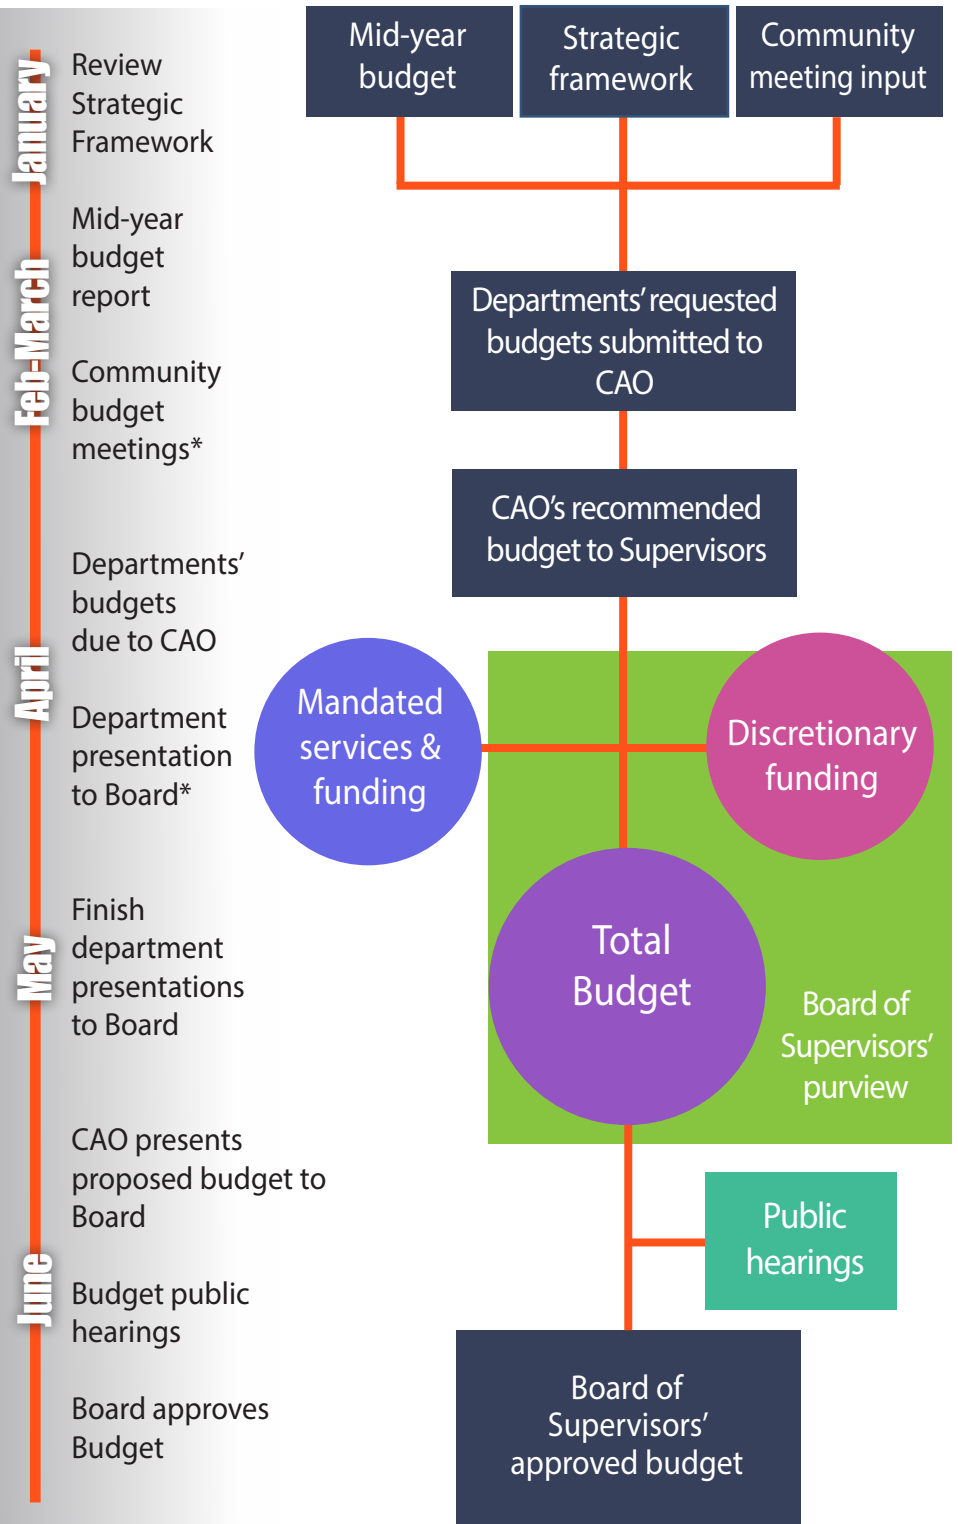 January
Review
Strategic
Framework
Feb-March
Mid-year
budget
report
Community
budget
meetings*
April
Departments’
budgets
due to CAO
Department
presentation
to Board*
May
Finish
department
presentations
to Board
June
CAO presents
proposed budget to
Board
Budget public
hearings
Board approves
Budget
Mid-year
budget
Strategic
framework
Community
meeting input
Departments’ requested
budgets submitted to
CAO
CAO’s recommended
budget to Supervisors
Mandated
services &
funding
Discretionary
funding
Total
Budget
Board of
Supervisors’
purview
Public
hearings
Board of
Supervisors’
approved budget